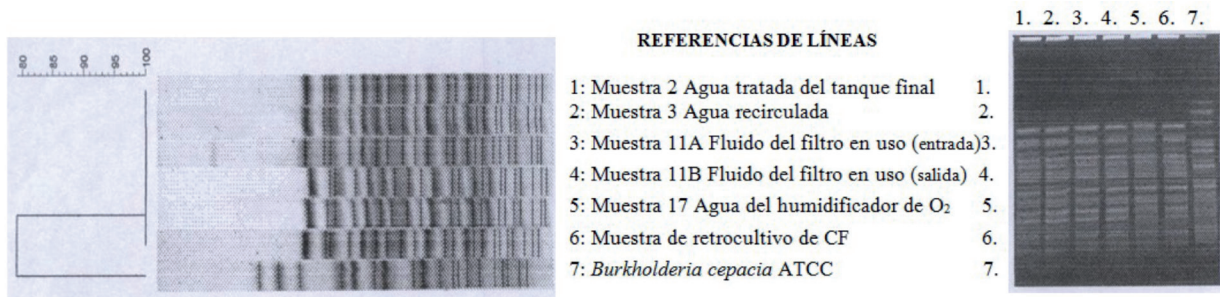 1. 2. 3. 4. 5. 6. 7.
80 85 90 95 100
REFERENCIAS DE LÍNEAS
1: Muestra 2 Agua tratada del tanque final 1.
2: Muestra 3 Agua recirculada 2.
3: Muestra 11A Fluido del filtro en uso (entrada)3.
4: Muestra 11B Fluido del filtro en uso (salida) 4.
5: Muestra 17 Agua del humidificador de O₂ 5.
6: Muestra de retrocultivo de CF 6.
7: Burkholderia cepacia ATCC 7.